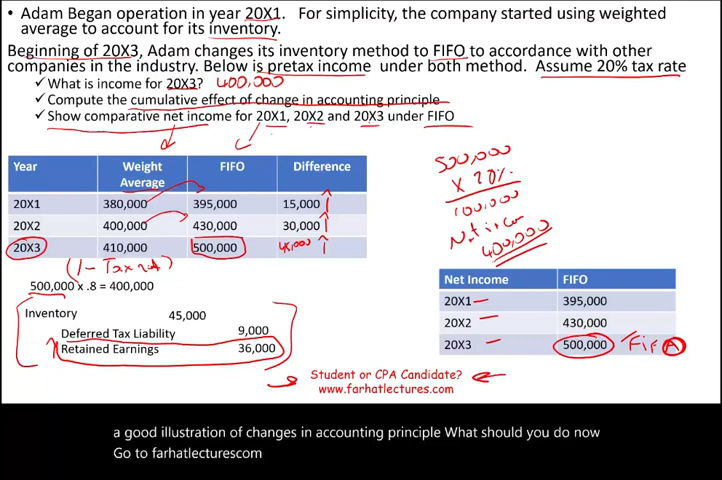 • Adam Began operation in year 20X1. For simplicity, the company started using weighted
average to account for its inventory.
Beginning of 20X3, Adam changes its inventory method to FIFO to accordance with other
companies in the industry. Below is pretax income under both method. Assume 20% tax rate
✓ What is income for 20X3? 400,000
✓ Compute the cumulative effect of change in accounting principle
✓ Show comparative net income for 20X1, 20X2 and 20X3 under FIFO
Year Weight Average FIFO Difference
20X1 380,000 395,000 15,000
20X2 400,000 430,000 30,000
20X3 410,000 500,000 45,000
(1 - Tax rate)
500,000 x .8 = 400,000
Inventory 45,000
Deferred Tax Liability 9,000
Retained Earnings 36,000
500,000
X 20%
100,000
Net incom
400,000
Net Income FIFO
20X1 395,000
20X2 430,000
20X3 500,000
Student or CPA Candidate?
www.farhatlectures.com
a good illustration of changes in accounting principle What should you do now
Go to farhatlecturescom